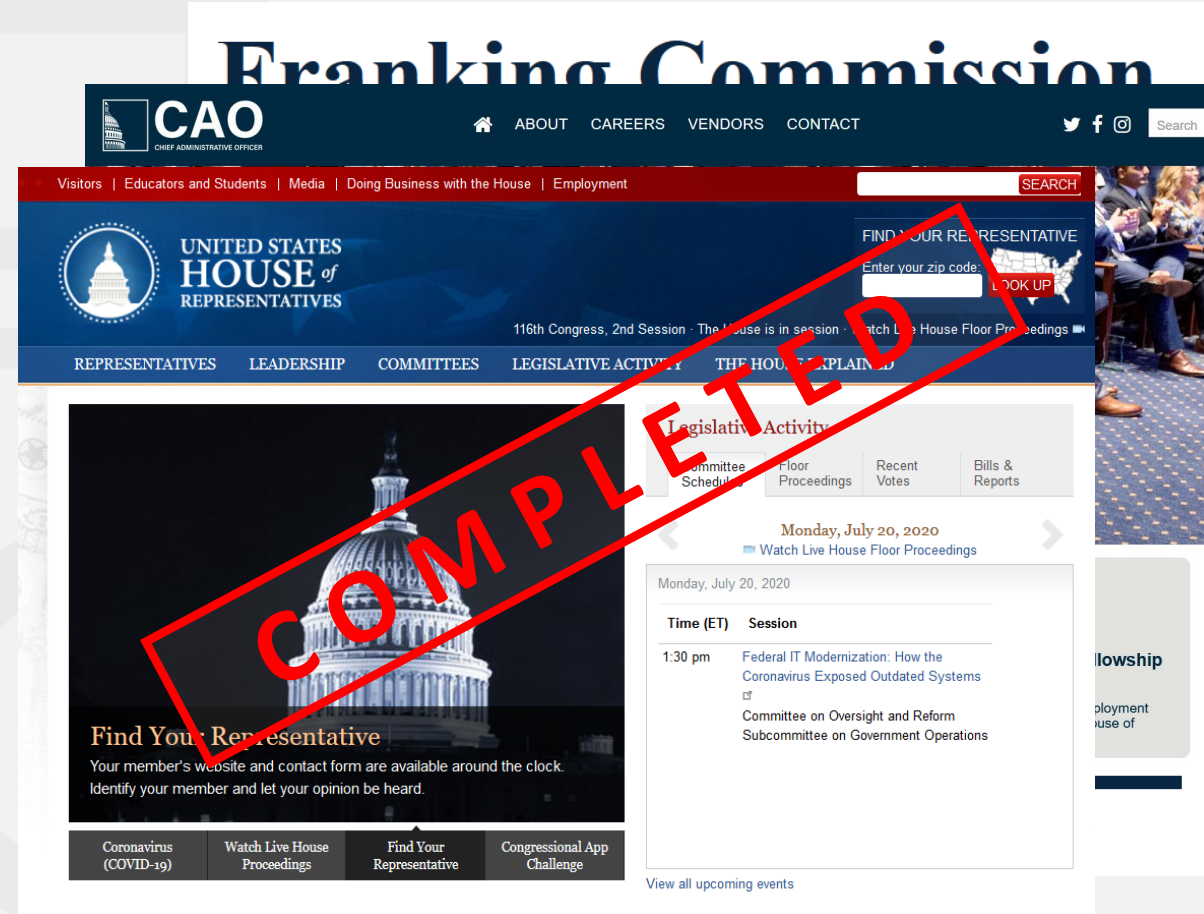 Franking Commission
CAO
CHIEF ADMINISTRATIVE OFFICER
ABOUT CAREERS VENDORS CONTACT
Search
Visitors | Educators and Students | Media | Doing Business with the House | Employment
SEARCH
UNITED STATES
HOUSE of
REPRESENTATIVES
FIND YOUR REPRESENTATIVE
Enter your zip code:
LOOK UP
116th Congress, 2nd Session · The House is in session · Watch Live House Floor Proceedings
REPRESENTATIVES LEADERSHIP COMMITTEES LEGISLATIVE ACTIVITY THE HOUSE EXPLAINED
COMPLETED
Legislative Activity
Committee
Schedules
Floor
Proceedings
Recent
Votes
Bills &
Reports
Monday, July 20, 2020
Watch Live House Floor Proceedings
Monday, July 20, 2020
Time (ET) Session
1:30 pm Federal IT Modernization: How the
Coronavirus Exposed Outdated Systems
Committee on Oversight and Reform
Subcommittee on Government Operations
View all upcoming events
Find Your Representative
Your member's website and contact form are available around the clock.
Identify your member and let your opinion be heard.
Coronavirus
(COVID-19)
Watch Live House
Proceedings
Find Your
Representative
Congressional App
Challenge
llowship
ployment
use of